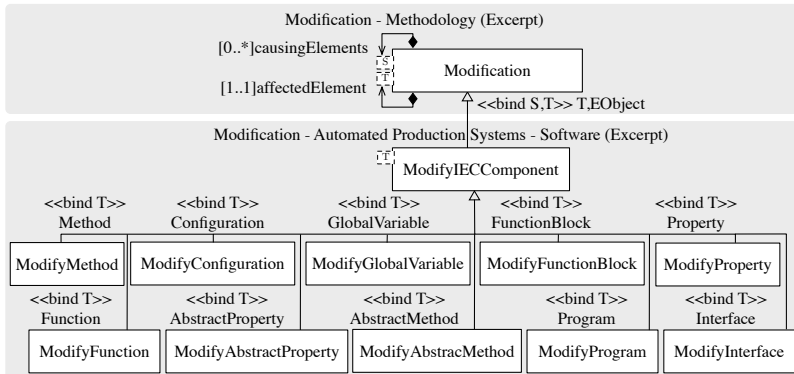 Modification - Methodology (Excerpt)
[0..*]causingElements
S
T
Modification
[1..1]affectedElement
<<bind S,T>> T,EObject
Modification - Automated Production Systems - Software (Excerpt)
T
ModifyIECComponent
<<bind T>> <<bind T>> <<bind T>> <<bind T>> <<bind T>>
Method Configuration GlobalVariable FunctionBlock Property
ModifyMethod ModifyConfiguration ModifyGlobalVariable ModifyFunctionBlock ModifyProperty
<<bind T>> <<bind T>> <<bind T>> <<bind T>> <<bind T>>
Function AbstractProperty AbstractMethod Program Interface
ModifyFunction ModifyAbstractProperty ModifyAbstracMethod ModifyProgram ModifyInterface